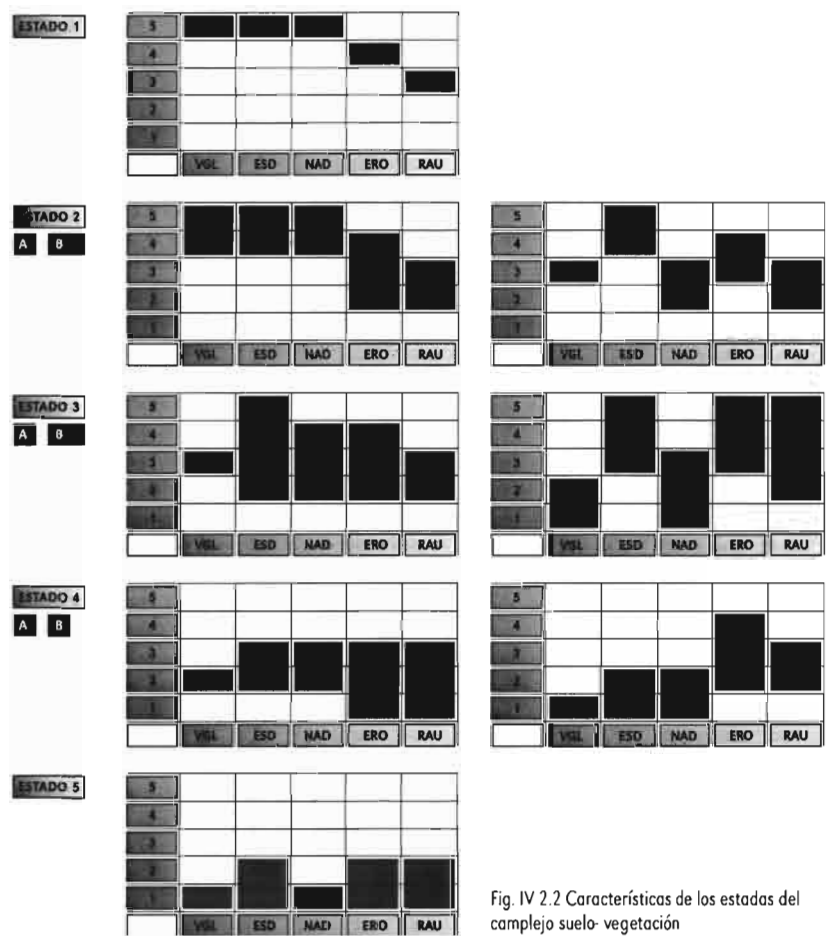 ESTADO 1
5
4
3
2
1
VGL ESD NAD ERO RAU
ESTADO 2
A B
5
4
3
2
1
VGL ESD NAD ERO RAU
5
4
3
2
1
VGL ESD NAD ERO RAU
ESTADO 3
A B
5
4
3
2
1
VGL ESD NAD ERO RAU
5
4
3
2
1
VGL ESD NAD ERO RAU
ESTADO 4
A B
5
4
3
2
1
VGL ESD NAD ERO RAU
5
4
3
2
1
VGL ESD NAD ERO RAU
ESTADO 5
5
4
3
2
1
VGL ESD NAD ERO RAU
Fig. IV 2.2 Características de los estadas del
camplejo suelo- vegetación